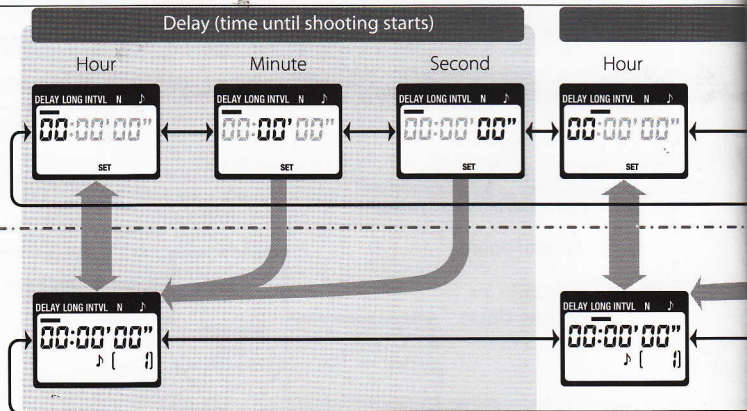 Delay (time until shooting starts)
Hour Minute Second Hour
DELAY LONG INTVL N ♪ DELAY LONG INTVL N ♪ DELAY LONG INTVL N ♪ DELAY LONG INTVL N ♪
00:00'00" 00:00'00" 00:00'00" 00:00'00"
SET SET SET SET
DELAY LONG INTVL N ♪ DELAY LONG INTVL N ♪
00:00'00" 00:00'00"
♪ [ 1] ♪ [ 1]